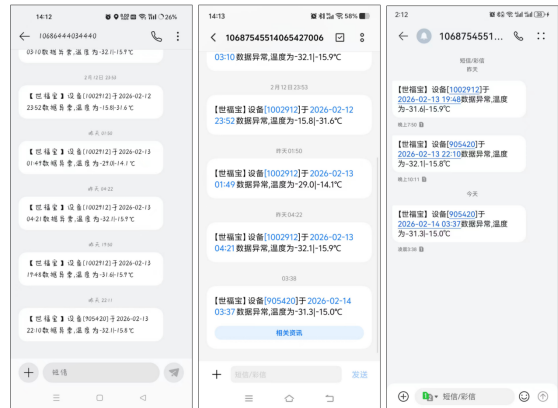 14:12
26%
10686444034440
03:10 数据异常,温度为-32.1|-15.9℃
2月12日 23:53
【世福宝】设备[1002912]于2026-02-12
23:52数据异常,温度为-15.8|-31.6℃
昨天 01:50
【世福宝】设备[1002912]于2026-02-13
01:49数据异常,温度为-29.0|-14.1℃
昨天 04:22
【世福宝】设备[1002912]于2026-02-13
04:21数据异常,温度为-32.1|-15.9℃
昨天 19:50
【世福宝】设备[1002912]于2026-02-13
19:48数据异常,温度为-31.6|-15.9℃
昨天 22:11
【世福宝】设备[905420]于2026-02-13
22:10数据异常,温度为-32.1|-15.8℃
短信
14:13
58%
10687545514065427006
03:10 数据异常,温度为-32.1|-15.9℃
2月12日 23:53
【世福宝】设备[1002912]于2026-02-12
23:52 数据异常,温度为-15.8|-31.6℃
昨天 01:50
【世福宝】设备[1002912]于2026-02-13
01:49 数据异常,温度为-29.0|-14.1℃
昨天 04:22
【世福宝】设备[1002912]于2026-02-13
04:21 数据异常,温度为-32.1|-15.9℃
03:38
【世福宝】设备[905420]于2026-02-14
03:37 数据异常,温度为-31.3|-15.0℃
相关资讯
短信/彩信
发送
2:12
1068754551...
短信/彩信
昨天
【世福宝】设备[1002912]于
2026-02-13 19:48数据异常,温度
为-31.6|-15.9℃
晚上7:50
【世福宝】设备[905420]于
2026-02-13 22:10数据异常,温度
为-32.1|-15.8℃
晚上10:11
今天
【世福宝】设备[905420]于
2026-02-14 03:37数据异常,温度
为-31.3|-15.0℃
凌晨3:38
短信/彩信